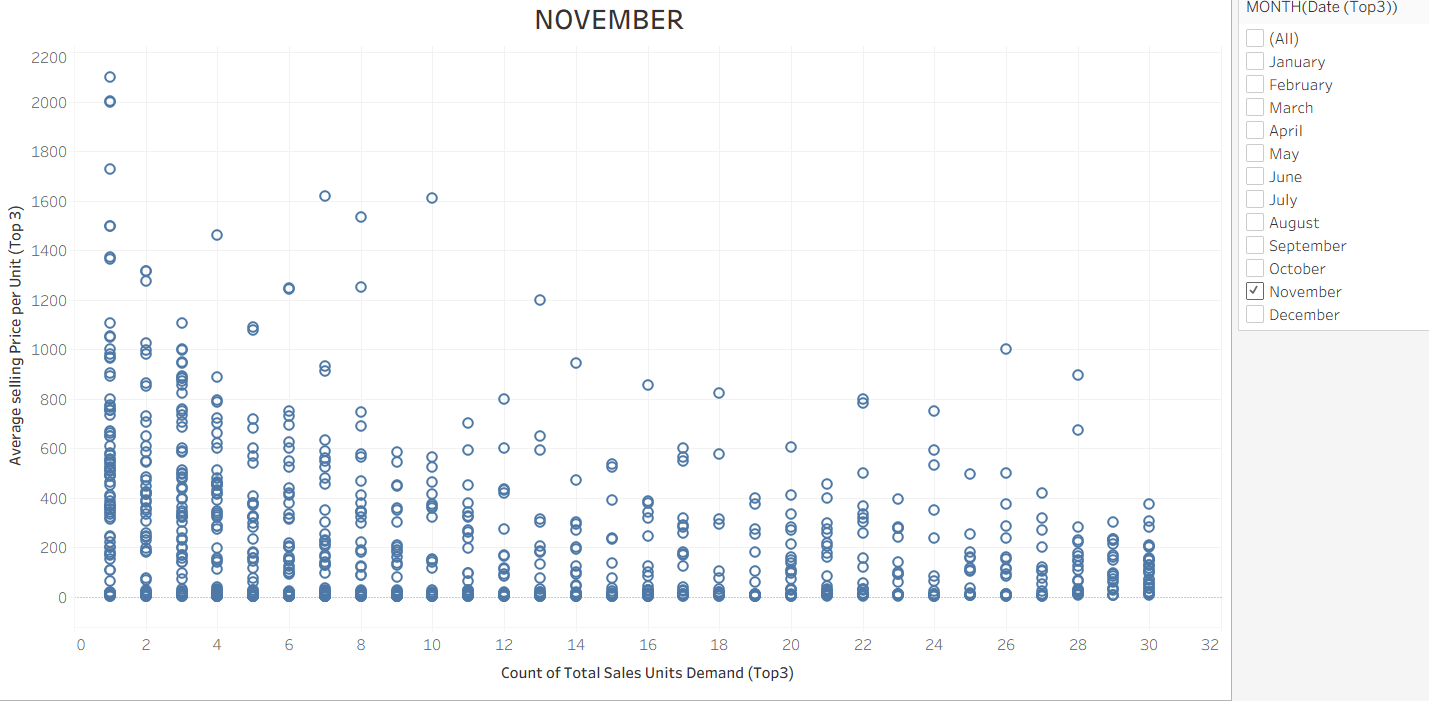 NOVEMBER
2200
2000
1800
1600
1400
1200
1000
800
600
400
200
0
Average selling Price per Unit (Top 3)
0 2 4 6 8 10 12 14 16 18 20 22 24 26 28 30 32
Count of Total Sales Units Demand (Top3)
MONTH(Date (Top3))
(All)
January
February
March
April
May
June
July
August
September
October
November
December